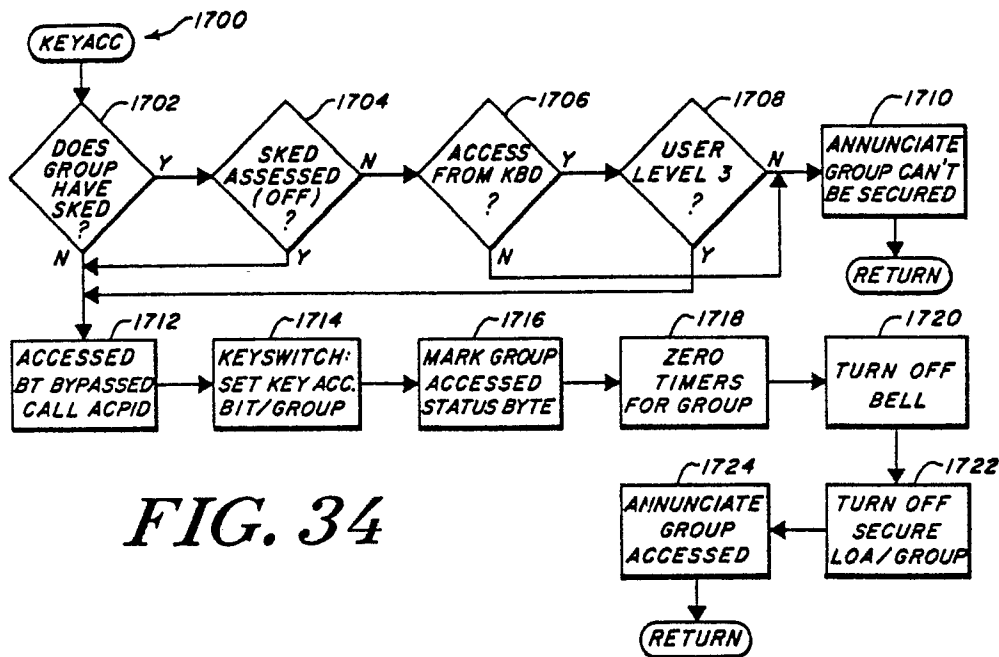 KEYACC
1700
1702
DOES
GROUP
HAVE
SKED
?
Y
N
1704
SKED
ASSESSED
(OFF)
?
N
Y
1706
ACCESS
FROM KBD
?
Y
N
1708
USER
LEVEL 3
?
N
Y
1710
ANNUNCIATE
GROUP CAN'T
BE SECURED
RETURN
1712
ACCESSED
BT BYPASSED
CALL ACPID
1714
KEYSWITCH:
SET KEY ACC.
BIT/GROUP
1716
MARK GROUP
ACCESSED
STATUS BYTE
1718
ZERO
TIMERS
FOR GROUP
1720
TURN OFF
BELL
1722
TURN OFF
SECURE
LOA/GROUP
1724
ANNUNCIATE
GROUP
ACCESSED
RETURN
FIG. 34